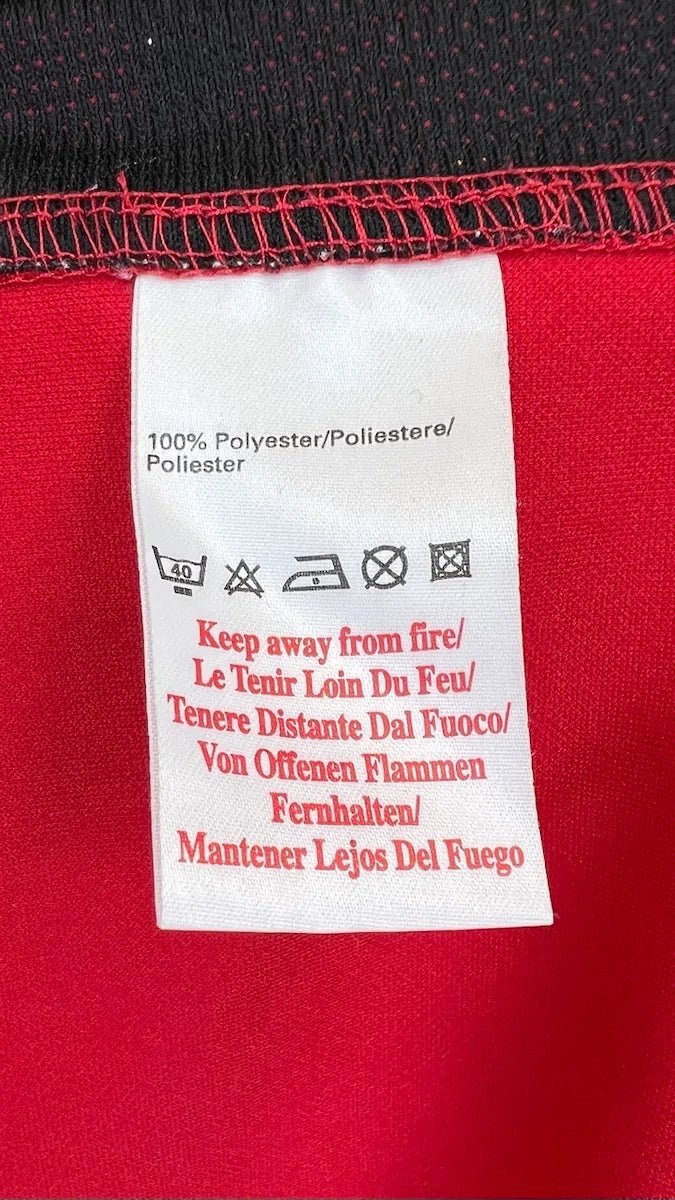 100% Polyester/Poliestere/
Poliester
40
Keep away from fire/
Le Tenir Loin Du Feu/
Tenere Distante Dal Fuoco/
Von Offenen Flammen
Fernhalten/
Mantener Lejos Del Fuego